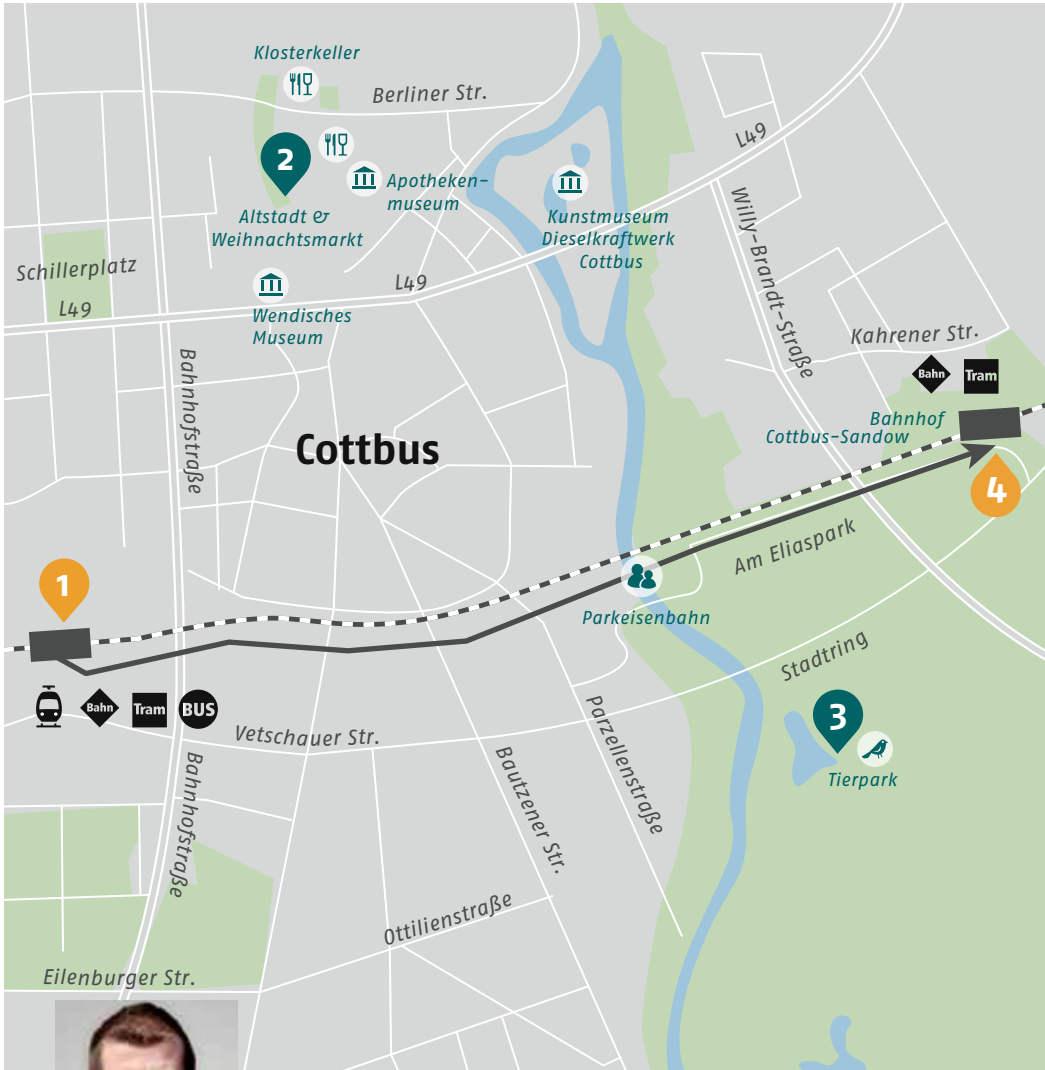 Klosterkeller
Berliner Str.
L49
2
Apotheken-
museum
Altstadt &
Weihnachtsmarkt
Kunstmuseum
Dieselkraftwerk
Cottbus
Willy-Brandt-Straße
Schillerplatz
L49
L49
Wendisches
Museum
Kahrener Str.
Bahnhofstraße
Bahn
Tram
Bahnhof
Cottbus-Sandow
Cottbus
4
Am Eliaspark
1
Parkeisenbahn
Stadtring
Bahn
Tram
BUS
Vetschauer Str.
Parzellenstraße
3
Tierpark
Bautzener Str.
Bahnhofstraße
Ottilienstraße
Eilenburger Str.